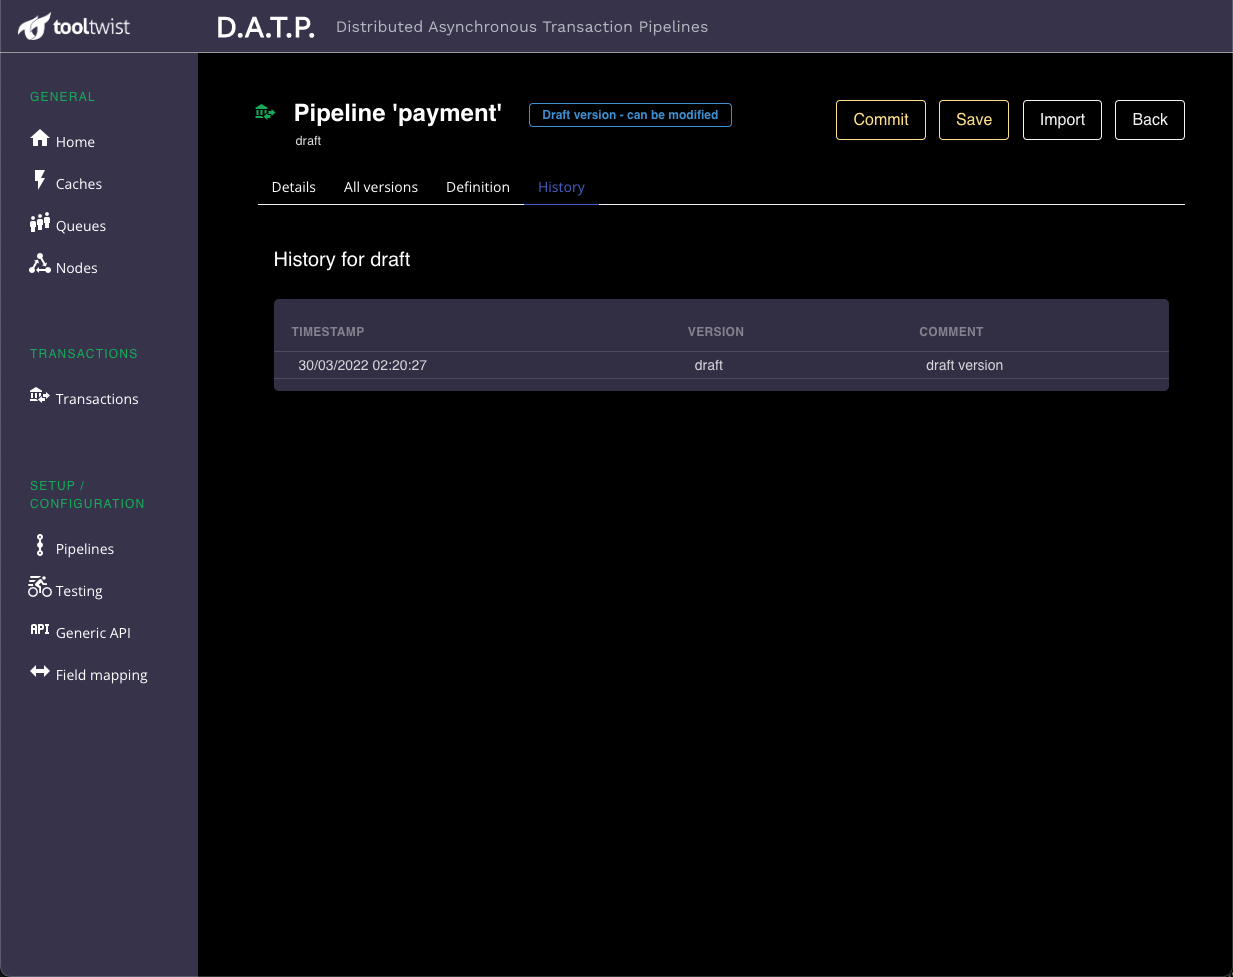 tooltwist
D.A.T.P. Distributed Asynchronous Transaction Pipelines
GENERAL
Home
Caches
Queues
Nodes
TRANSACTIONS
Transactions
SETUP /
CONFIGURATION
Pipelines
Testing
API Generic API
Field mapping
Pipeline 'payment' Draft version - can be modified
draft
Commit Save Import Back
Details All versions Definition History
History for draft
TIMESTAMP VERSION COMMENT
30/03/2022 02:20:27 draft draft version